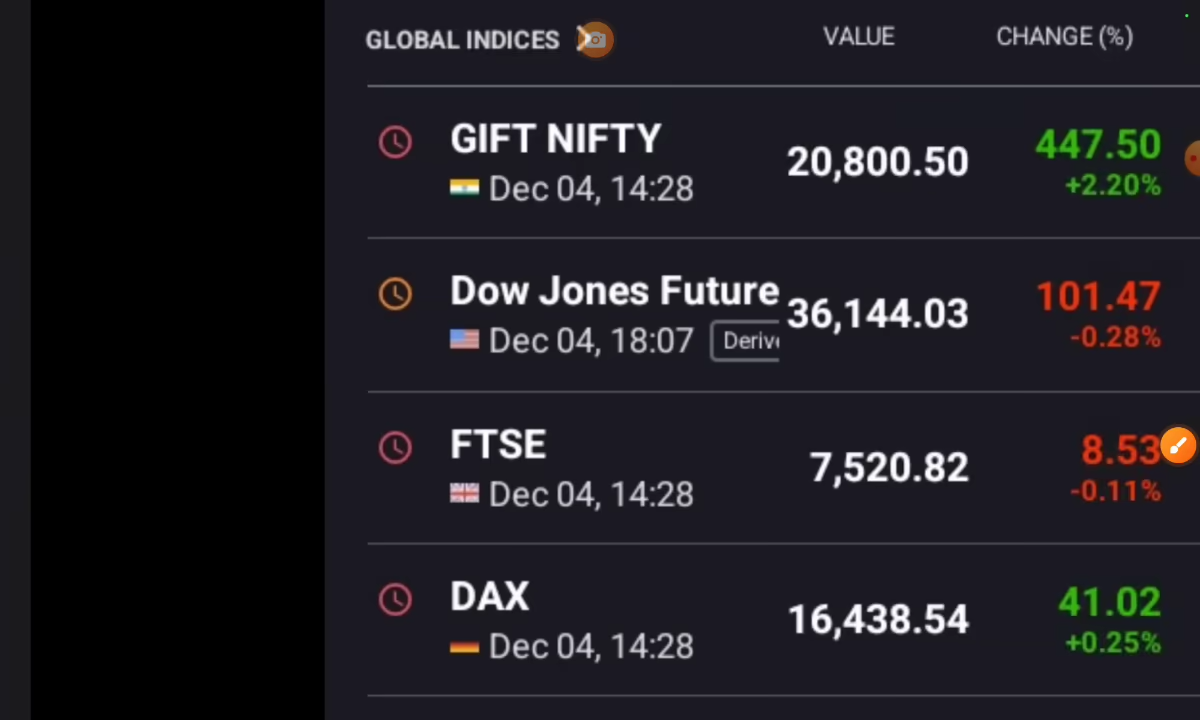 GLOBAL INDICES VALUE CHANGE (%)
GIFT NIFTY 20,800.50 447.50
Dec 04, 14:28 +2.20%
Dow Jones Future 36,144.03 101.47
Dec 04, 18:07 Deriv -0.28%
FTSE 7,520.82 8.53
Dec 04, 14:28 -0.11%
DAX 16,438.54 41.02
Dec 04, 14:28 +0.25%